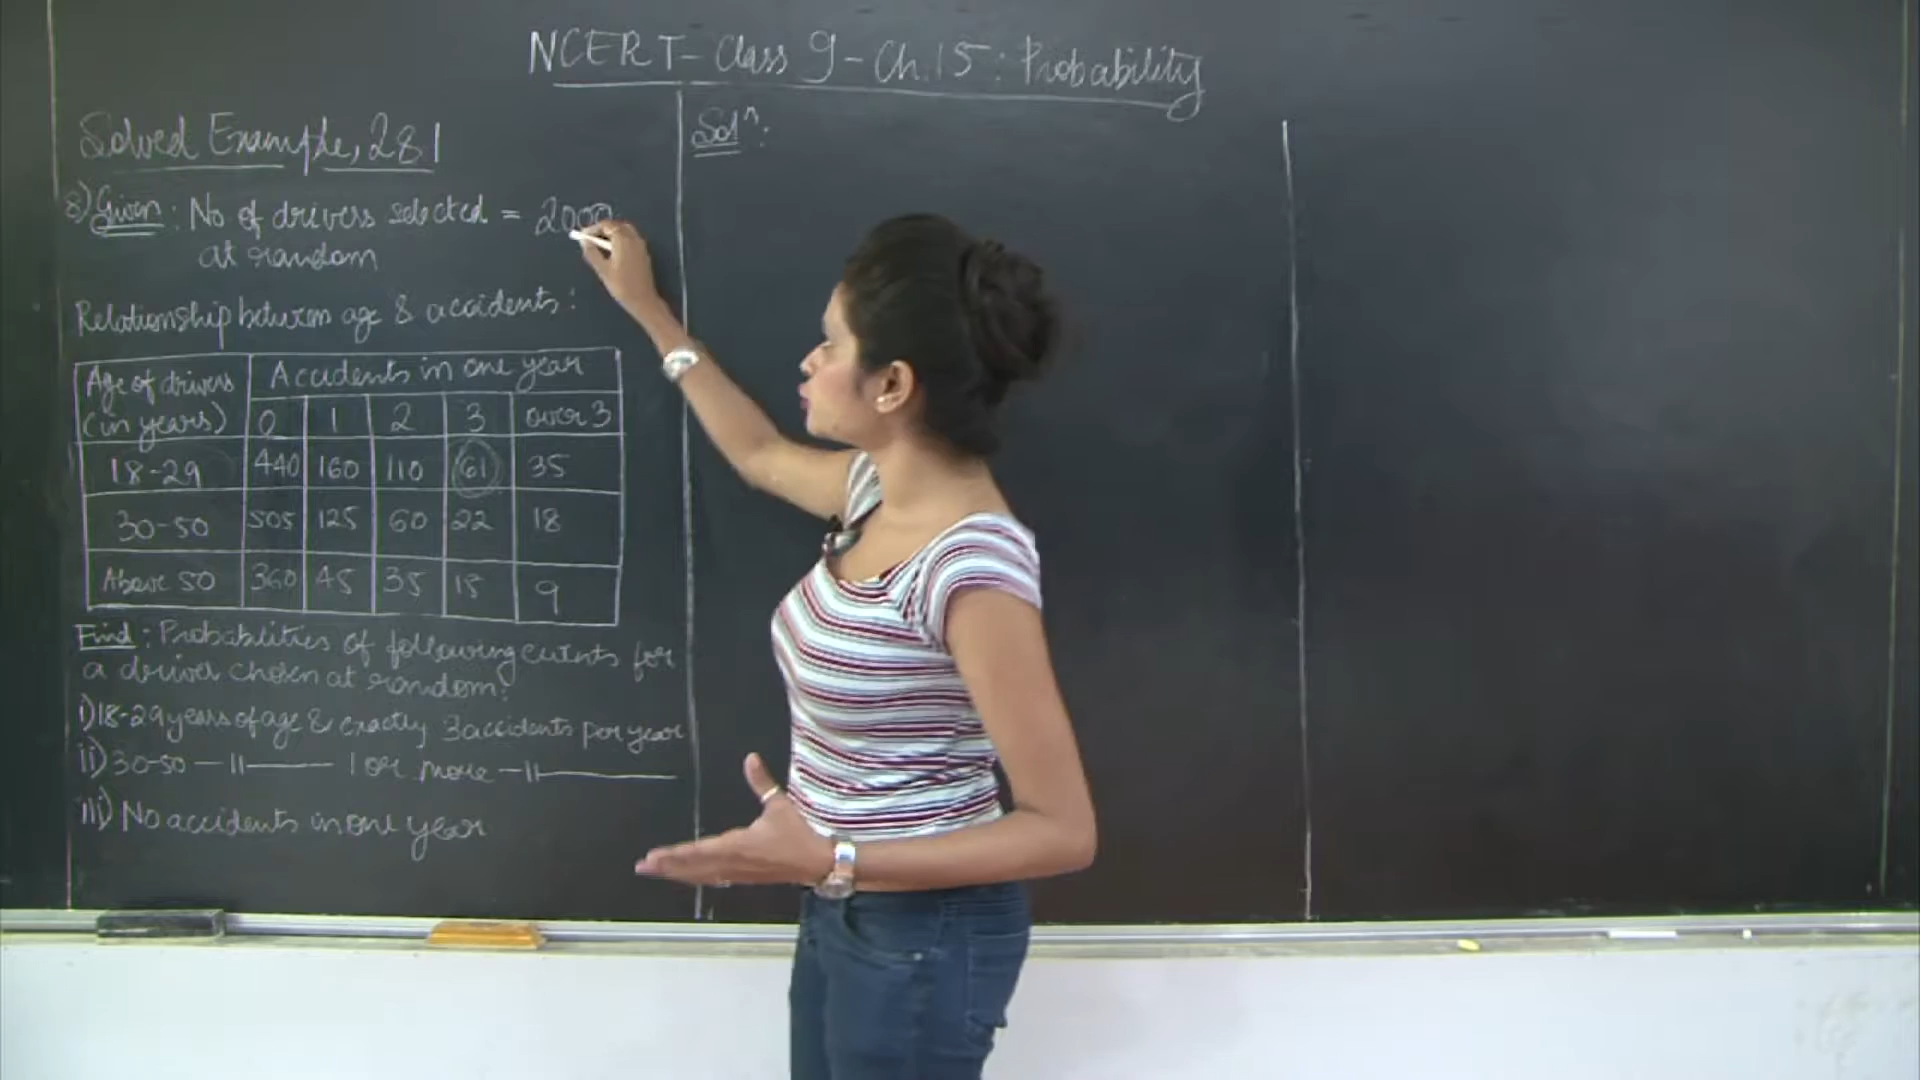 NCERT - Class 9 - Ch.15 : Probability
Solved Example, 281
8) Given : No of drivers selected = 2000
at random
Relationship between age & accidents :
Age of drivers (in years) Accidents in one year
0 1 2 3 over 3
18-29 440 160 110 61 35
30-50 505 125 60 22 18
Above 50 360 45 35 15 9
Find : Probabilities of following events for
a driver chosen at random:
i) 18-29 years of age & exactly 3 accidents per year
ii) 30-50 —11— 1 or more —11—
iii) No accidents in one year
Solⁿ: